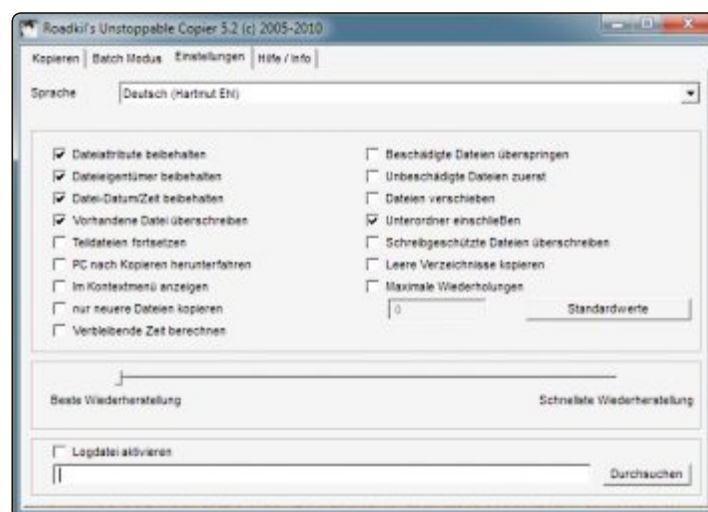 Roadkil's Unstoppable Copier 5.2 (c) 2005-2010
Kopieren Batch Modus Einstellungen Hilfe / Info
Sprache Deutsch (Hartmut Ehl)
Dateiattribute beibehalten
Dateieigentümer beibehalten
Datei-Datum/Zeit beibehalten
Vorhandene Datei überschreiben
Teildateien fortsetzen
PC nach Kopieren herunterfahren
Im Kontextmenü anzeigen
nur neuere Dateien kopieren
Verbleibende Zeit berechnen
Beschädigte Dateien überspringen
Unbeschädigte Dateien zuerst
Dateien verschieben
Unterordner einschließen
Schreibgeschützte Dateien überschreiben
Leere Verzeichnisse kopieren
Maximale Wiederholungen
0 Standardwerte
Beste Wiederherstellung Schnellste Wiederherstellung
Logdatei aktivieren
Durchsuchen